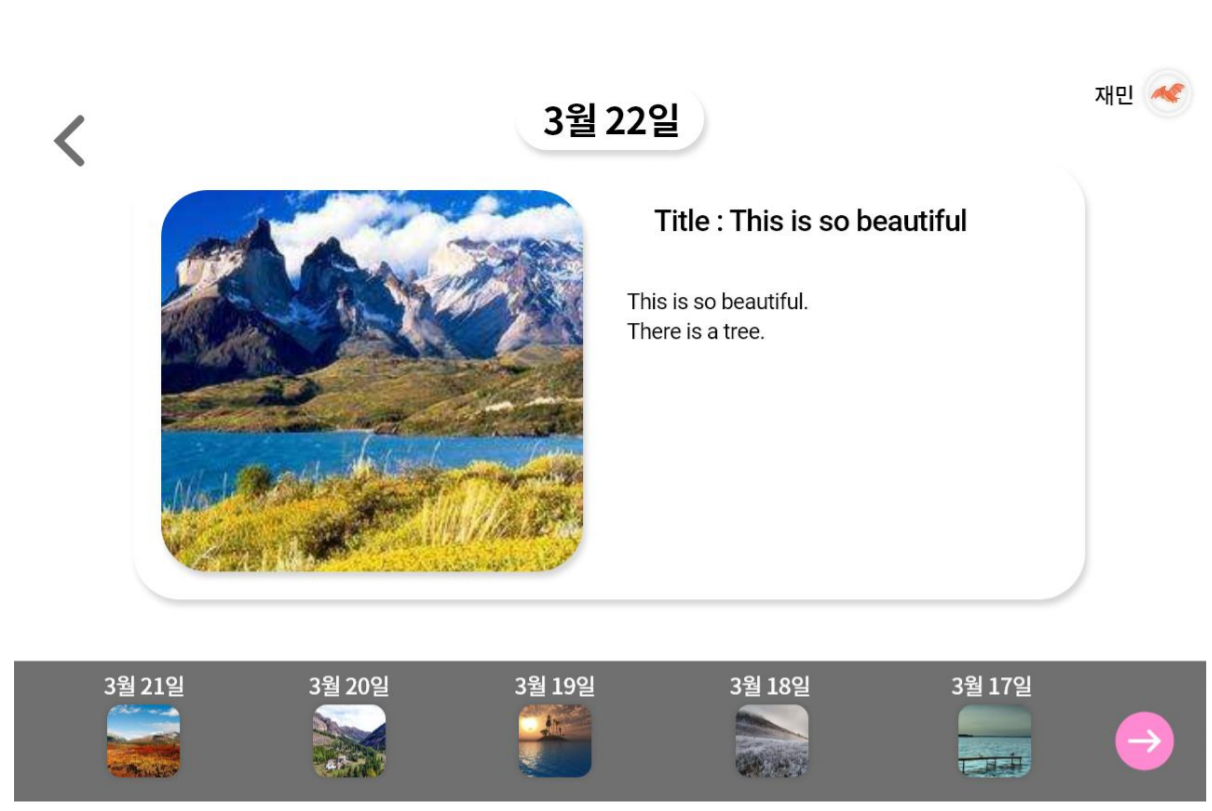 재민
3월 22일
Title : This is so beautiful
This is so beautiful.
There is a tree.
3월 21일
3월 20일
3월 19일
3월 18일
3월 17일